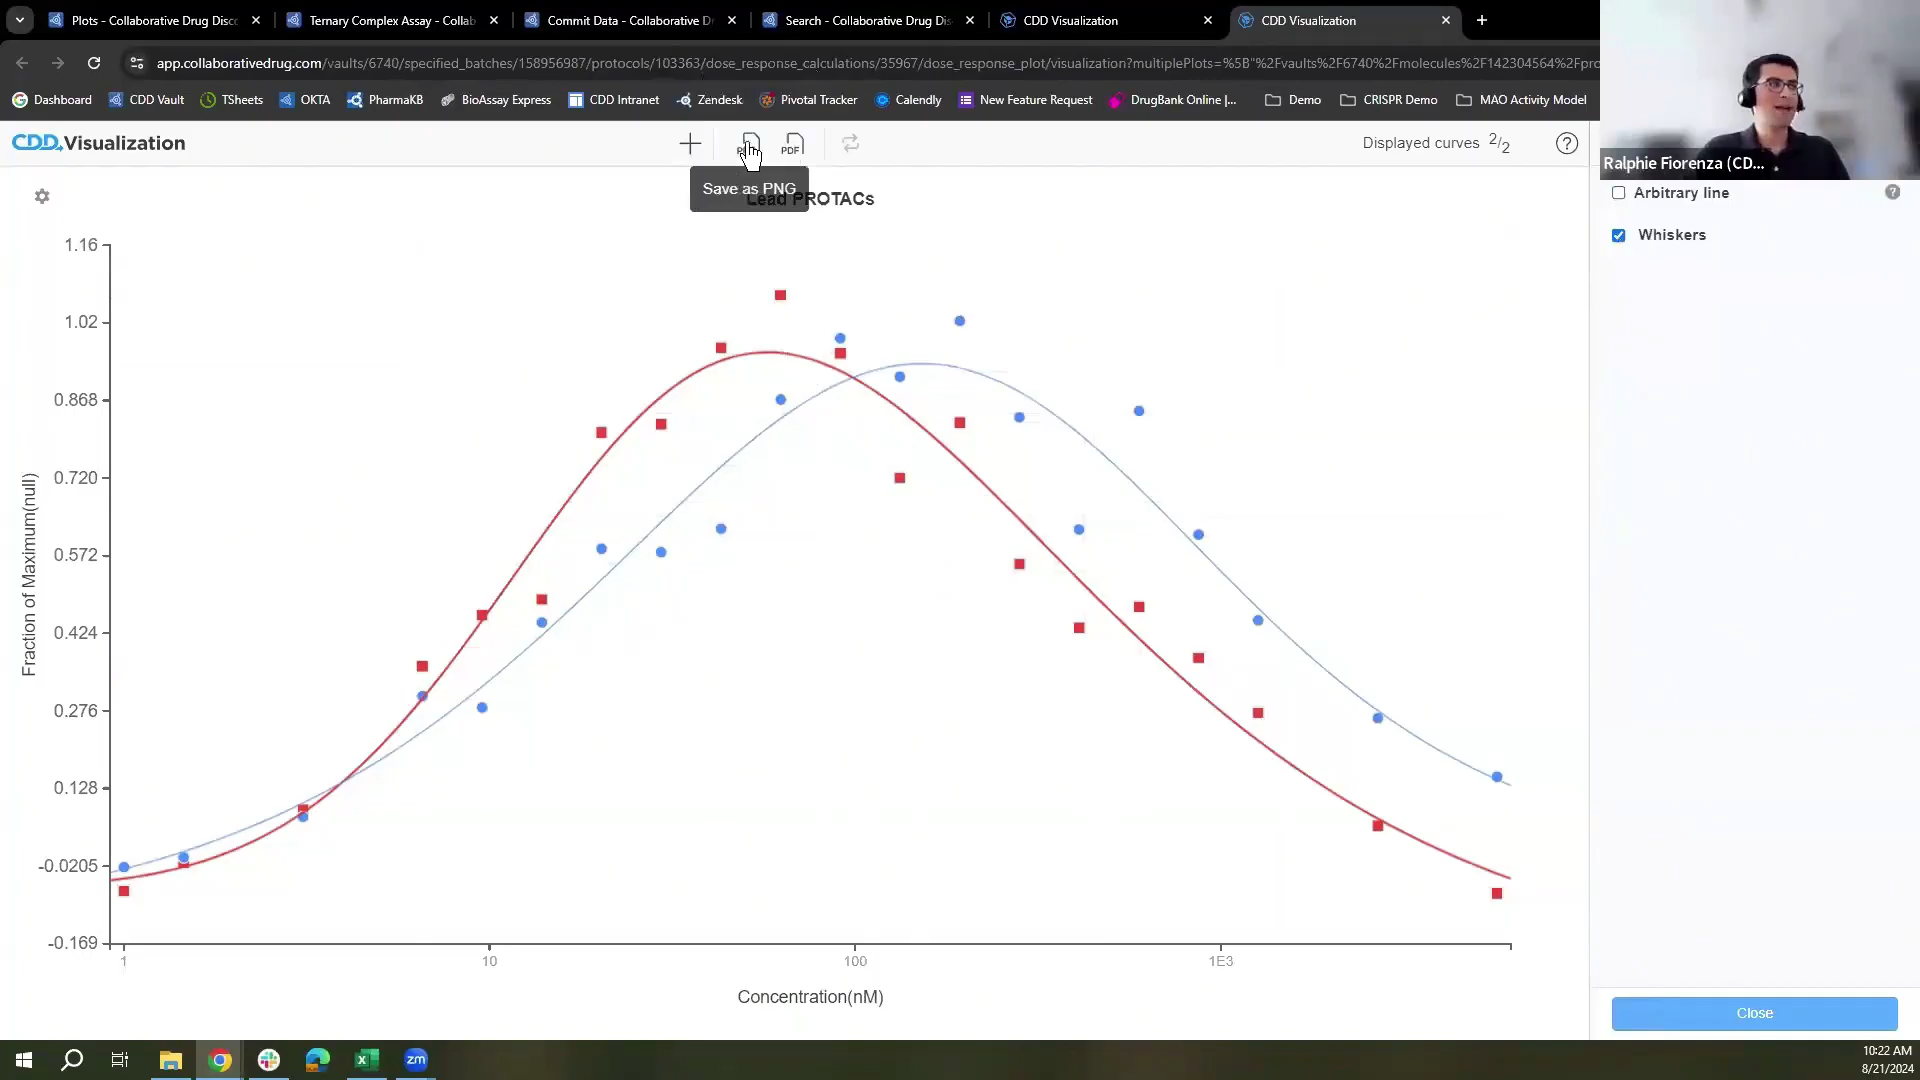 Plots - Collaborative Drug Disc
Ternary Complex Assay - Collab
Commit Data - Collaborative D
Search - Collaborative Drug Dis
CDD Visualization
CDD Visualization
app.collaborativedrug.com/vaults/6740/specified_batches/158956987/protocols/103363/dose_response_calculations/35967/dose_response_plot/visualization?multiplePlots=%5B"%2Fvaults%2F6740%2Fmolecules%2F142304564%2Fpro
Dashboard
CDD Vault
TSheets
OKTA
PharmaKB
BioAssay Express
CDD Intranet
Zendesk
Pivotal Tracker
Calendly
New Feature Request
DrugBank Online |...
Demo
CRISPR Demo
MAO Activity Model
Ralphie Fiorenza (CD...
CDD Visualization
PDF
Displayed curves 2/2
?
Save as PNG
Lead PROTACs
Arbitrary line
?
Whiskers
1.16
1.02
0.868
0.720
0.572
0.424
0.276
0.128
-0.0205
-0.169
Fraction of Maximum(null)
1
10
100
1E3
Concentration(nM)
Close
zm
10:22 AM
8/21/2024